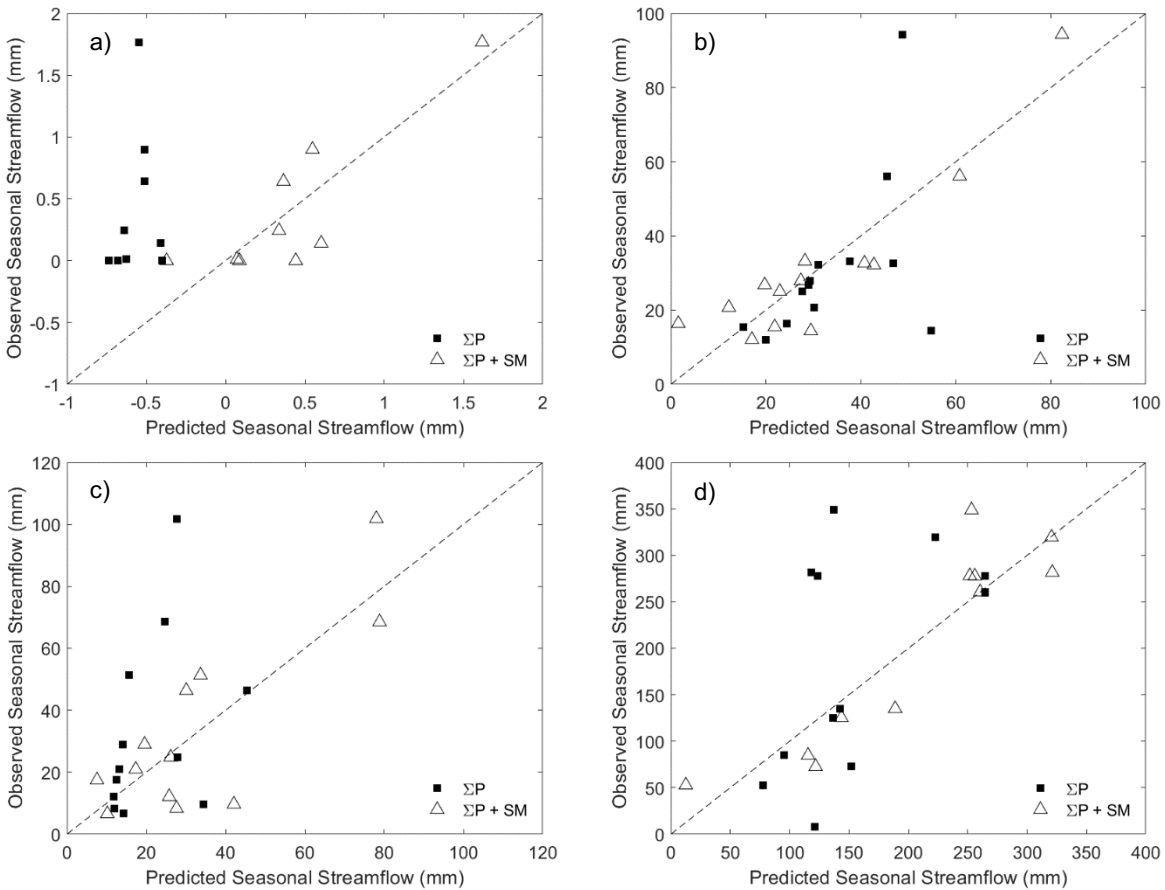 a)
Observed Seasonal Streamflow (mm)
2
1.5
1
0.5
0
-0.5
-1
-1
-0.5
0
0.5
1
1.5
2
Predicted Seasonal Streamflow (mm)
ΣP
ΣP + SM
b)
Observed Seasonal Streamflow (mm)
100
80
60
40
20
0
0
20
40
60
80
100
Predicted Seasonal Streamflow (mm)
ΣP
ΣP + SM
c)
Observed Seasonal Streamflow (mm)
120
100
80
60
40
20
0
0
20
40
60
80
100
120
Predicted Seasonal Streamflow (mm)
ΣP
ΣP + SM
d)
Observed Seasonal Streamflow (mm)
400
350
300
250
200
150
100
50
0
0
50
100
150
200
250
300
350
400
Predicted Seasonal Streamflow (mm)
ΣP
ΣP + SM